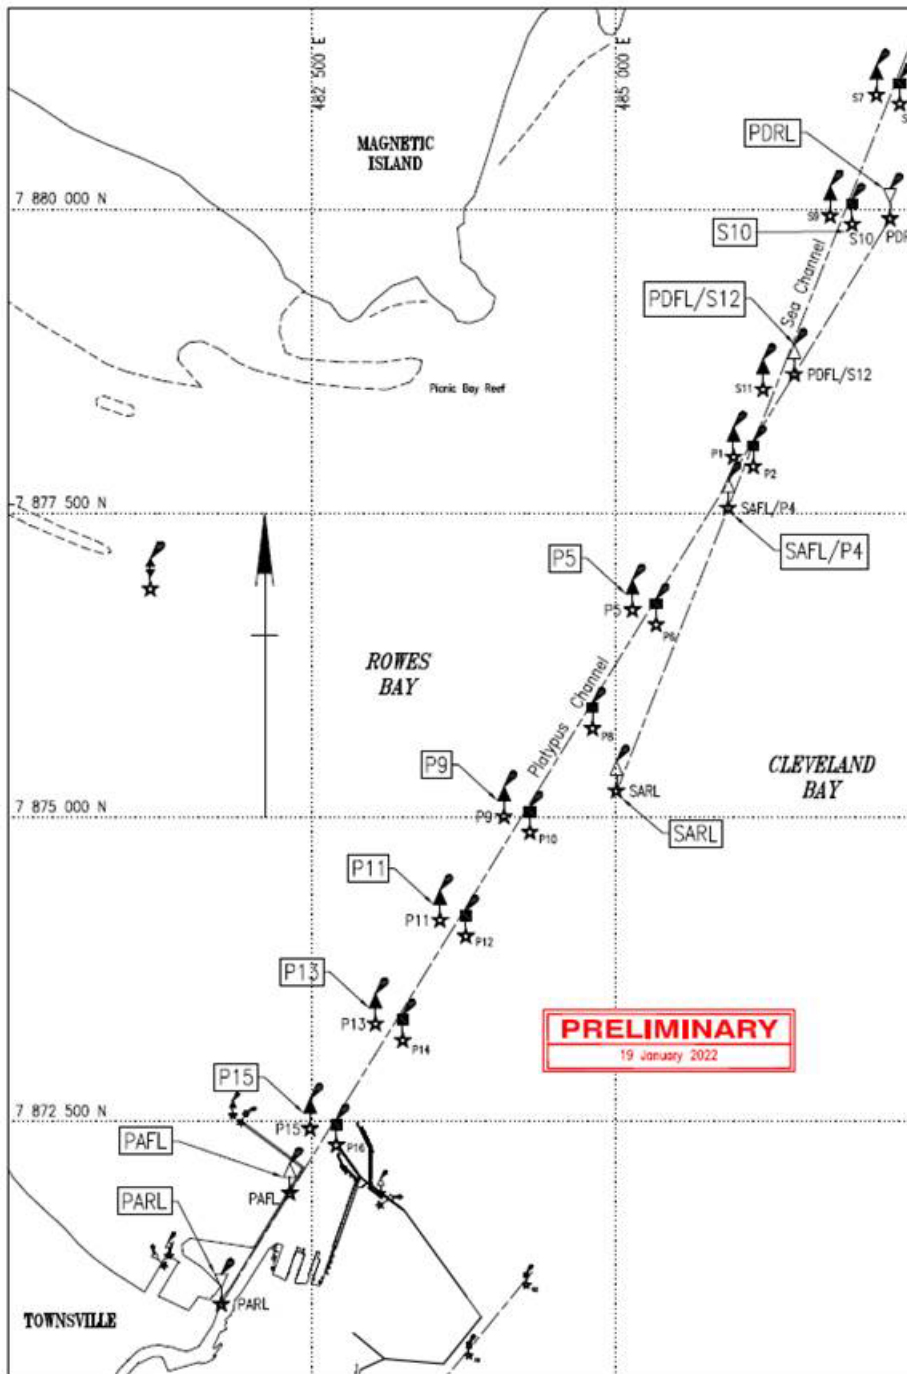 482 500 E
485 000 E
MAGNETIC
ISLAND
S7
PDRL
7 880 000 N
S9
S10
S10
Sea Channel
PDFL/S12
PDFL/S12
S11
Picnic Bay Reef
P1
P2
7 877 500 N
SAFL/P4
SAFL/P4
P5
P5
P6
ROWES
BAY
Platypus Channel
P8
P9
CLEVELAND
BAY
SARL
7 875 000 N
P9
P10
SARL
P11
P11
P12
P13
P13
P14
PRELIMINARY
19 January 2022
P15
7 872 500 N
P15
P16
PAFL
PAFL
PARL
PARL
TOWNSVILLE